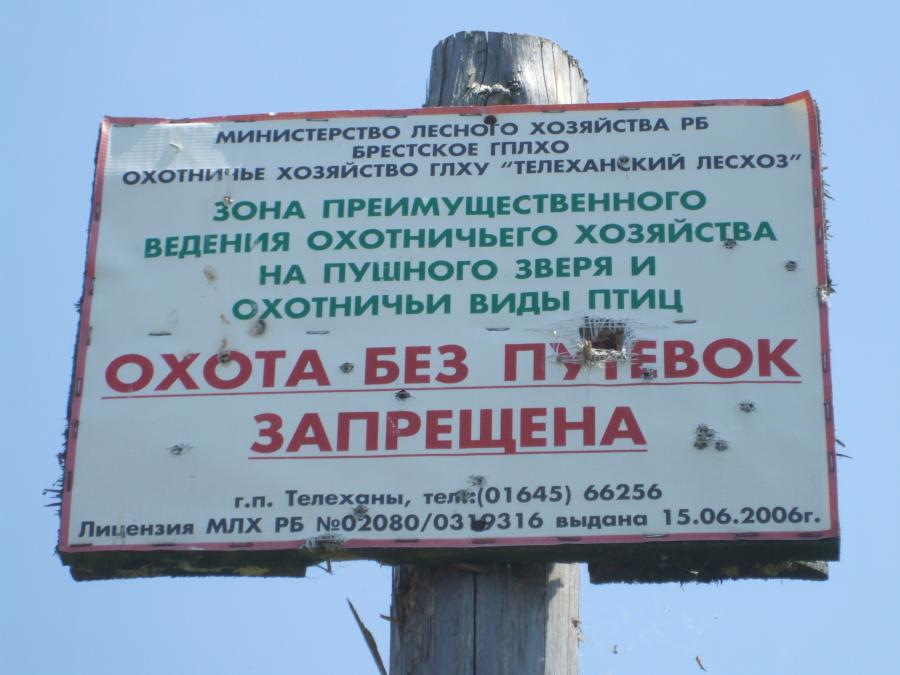 МИНИСТЕРСТВО ЛЕСНОГО ХОЗЯЙСТВА РБ
БРЕСТСКОЕ ГПЛХО
ОХОТНИЧЬЕ ХОЗЯЙСТВО ГЛХУ "ТЕЛЕХАНСКИЙ ЛЕСХОЗ"
ЗОНА ПРЕИМУЩЕСТВЕННОГО
ВЕДЕНИЯ ОХОТНИЧЬЕГО ХОЗЯЙСТВА
НА ПУШНОГО ЗВЕРЯ И
ОХОТНИЧЬИ ВИДЫ ПТИЦ
ОХОТА БЕЗ ПУТЕВОК
ЗАПРЕЩЕНА
г.п. Телеханы, тел.:(01645) 66256
Лицензия МЛХ РБ №02080/0319316 выдана 15.06.2006г.